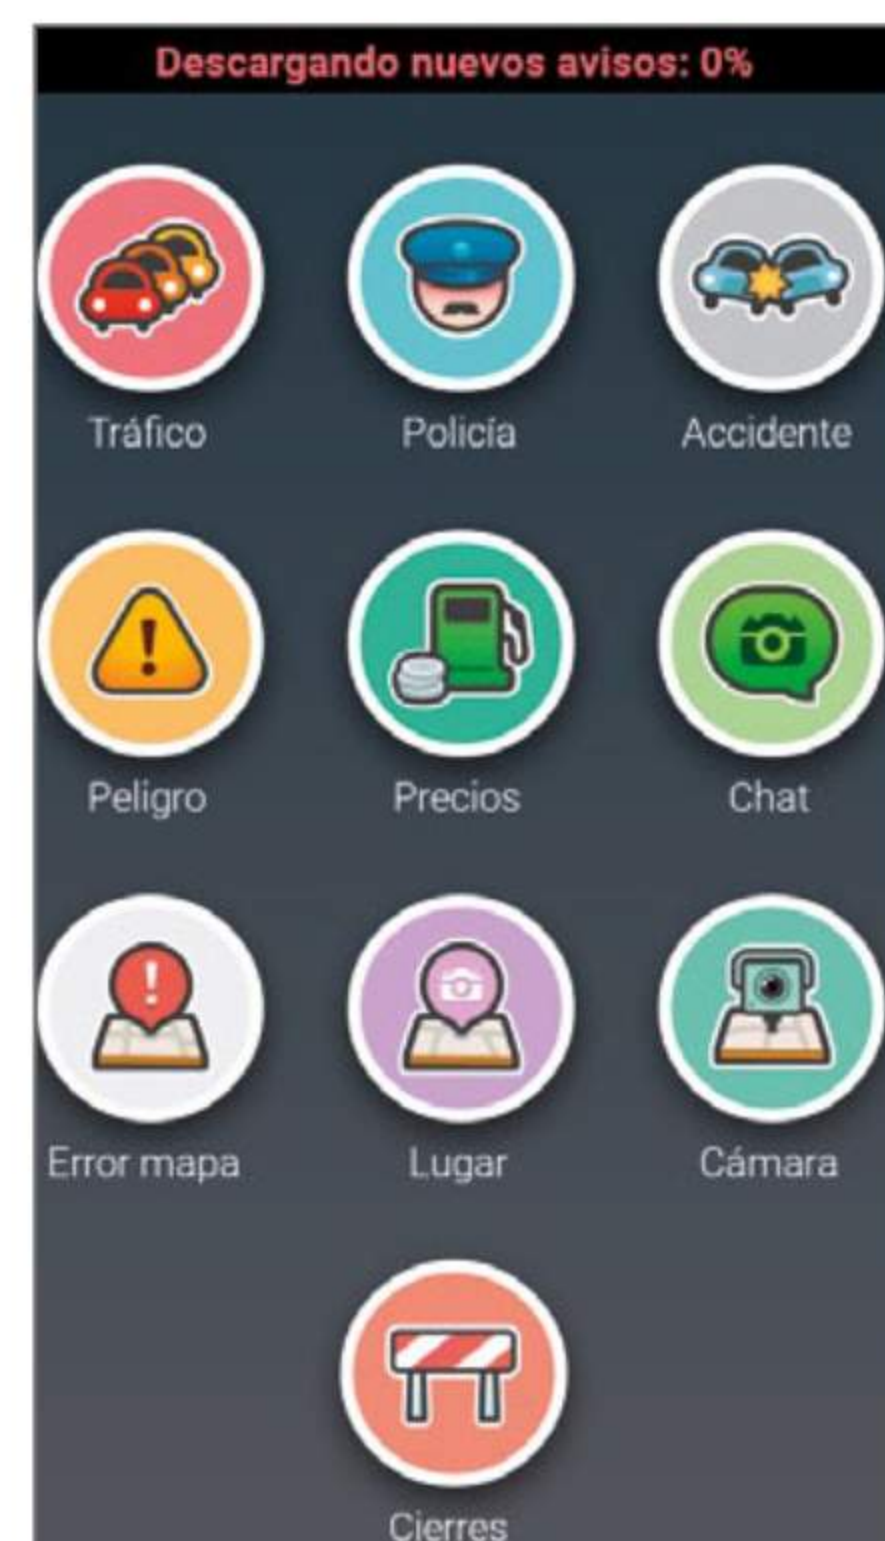 Descargando nuevos avisos: 0%
Tráfico Policía Accidente
Peligro Precios Chat
Error mapa Lugar Cámara
Cierres